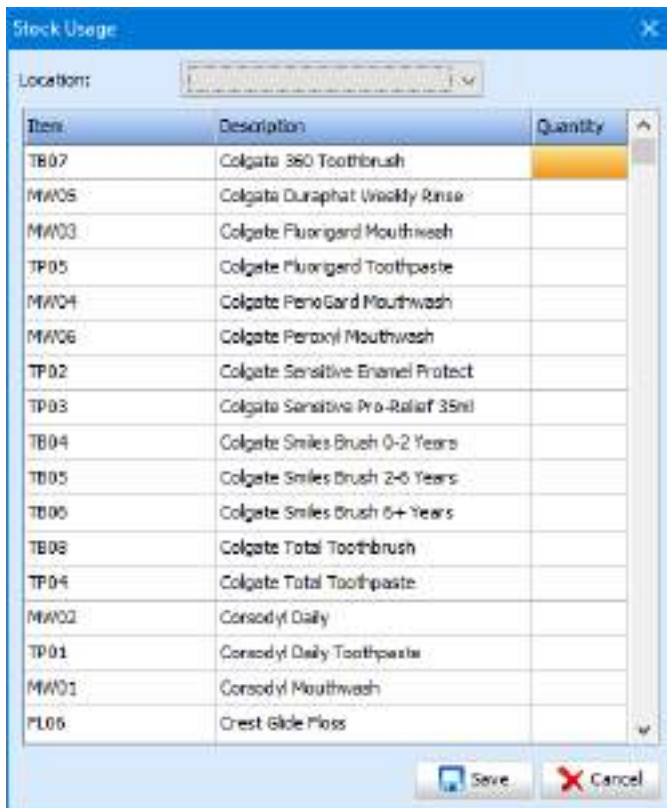 Stock Usage
Location:
Item Description Quantity
TB07 Colgate 360 Toothbrush
MW05 Colgate Duraphat Weekly Rinse
MW03 Colgate Fluorigard Mouthwash
TP05 Colgate Fluorigard Toothpaste
MW04 Colgate PerioGard Mouthwash
MW06 Colgate Peroxyl Mouthwash
TP02 Colgate Sensitive Enamel Protect
TP03 Colgate Sensitive Pro-Relief 35ml
TB04 Colgate Smiles Brush 0-2 Years
TB05 Colgate Smiles Brush 2-6 Years
TB06 Colgate Smiles Brush 6+ Years
TB08 Colgate Total Toothbrush
TP04 Colgate Total Toothpaste
MW02 Corsodyl Daily
TP01 Corsodyl Daily Toothpaste
MW01 Corsodyl Mouthwash
FL06 Crest Glide Floss
Save Cancel